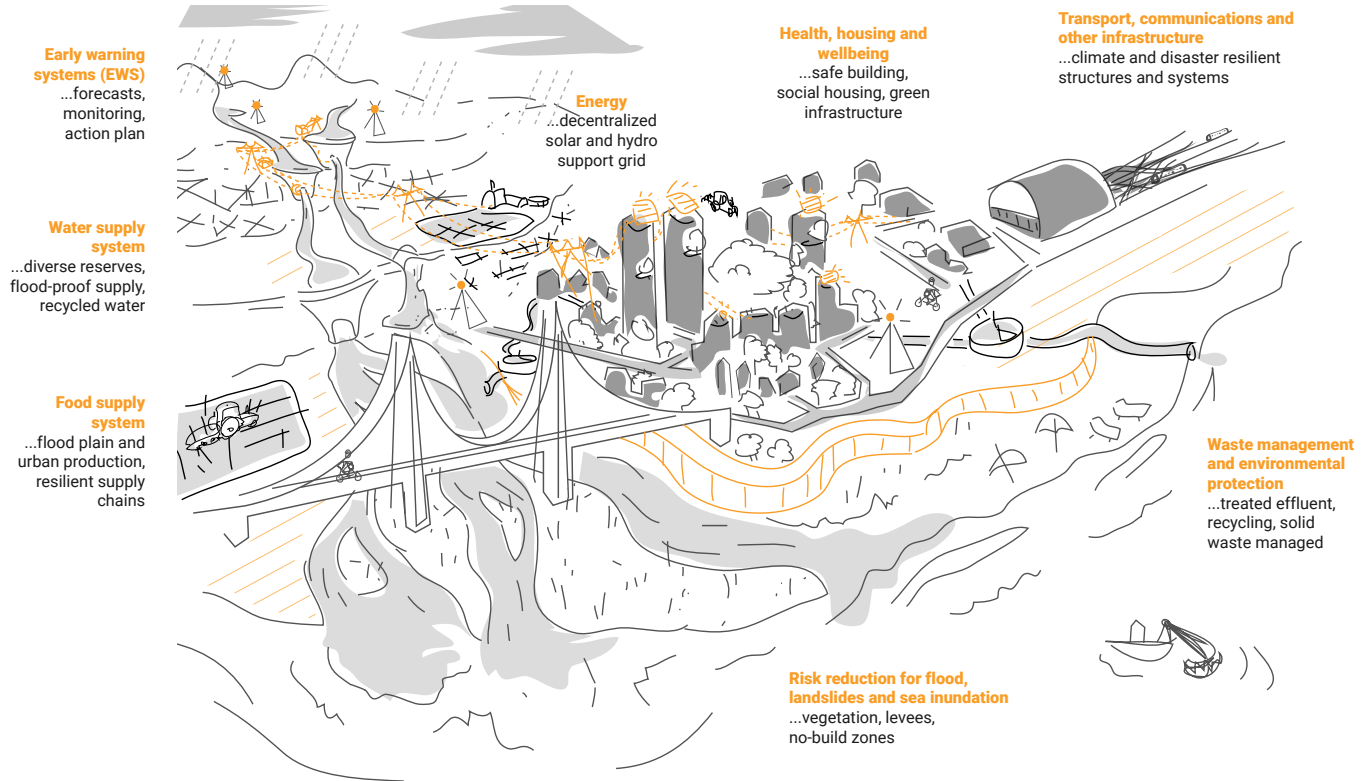 Early warning
systems (EWS)
...forecasts,
monitoring,
action plan
Energy
...decentralized
solar and hydro
support grid
Health, housing and
wellbeing
...safe building,
social housing, green
infrastructure
Transport, communications and
other infrastructure
...climate and disaster resilient
structures and systems
Water supply
system
...diverse reserves,
flood-proof supply,
recycled water
Food supply
system
...flood plain and
urban production,
resilient supply
chains
Waste management
and environmental
protection
...treated effluent,
recycling, solid
waste managed
Risk reduction for flood,
landslides and sea inundation
...vegetation, levees,
no-build zones